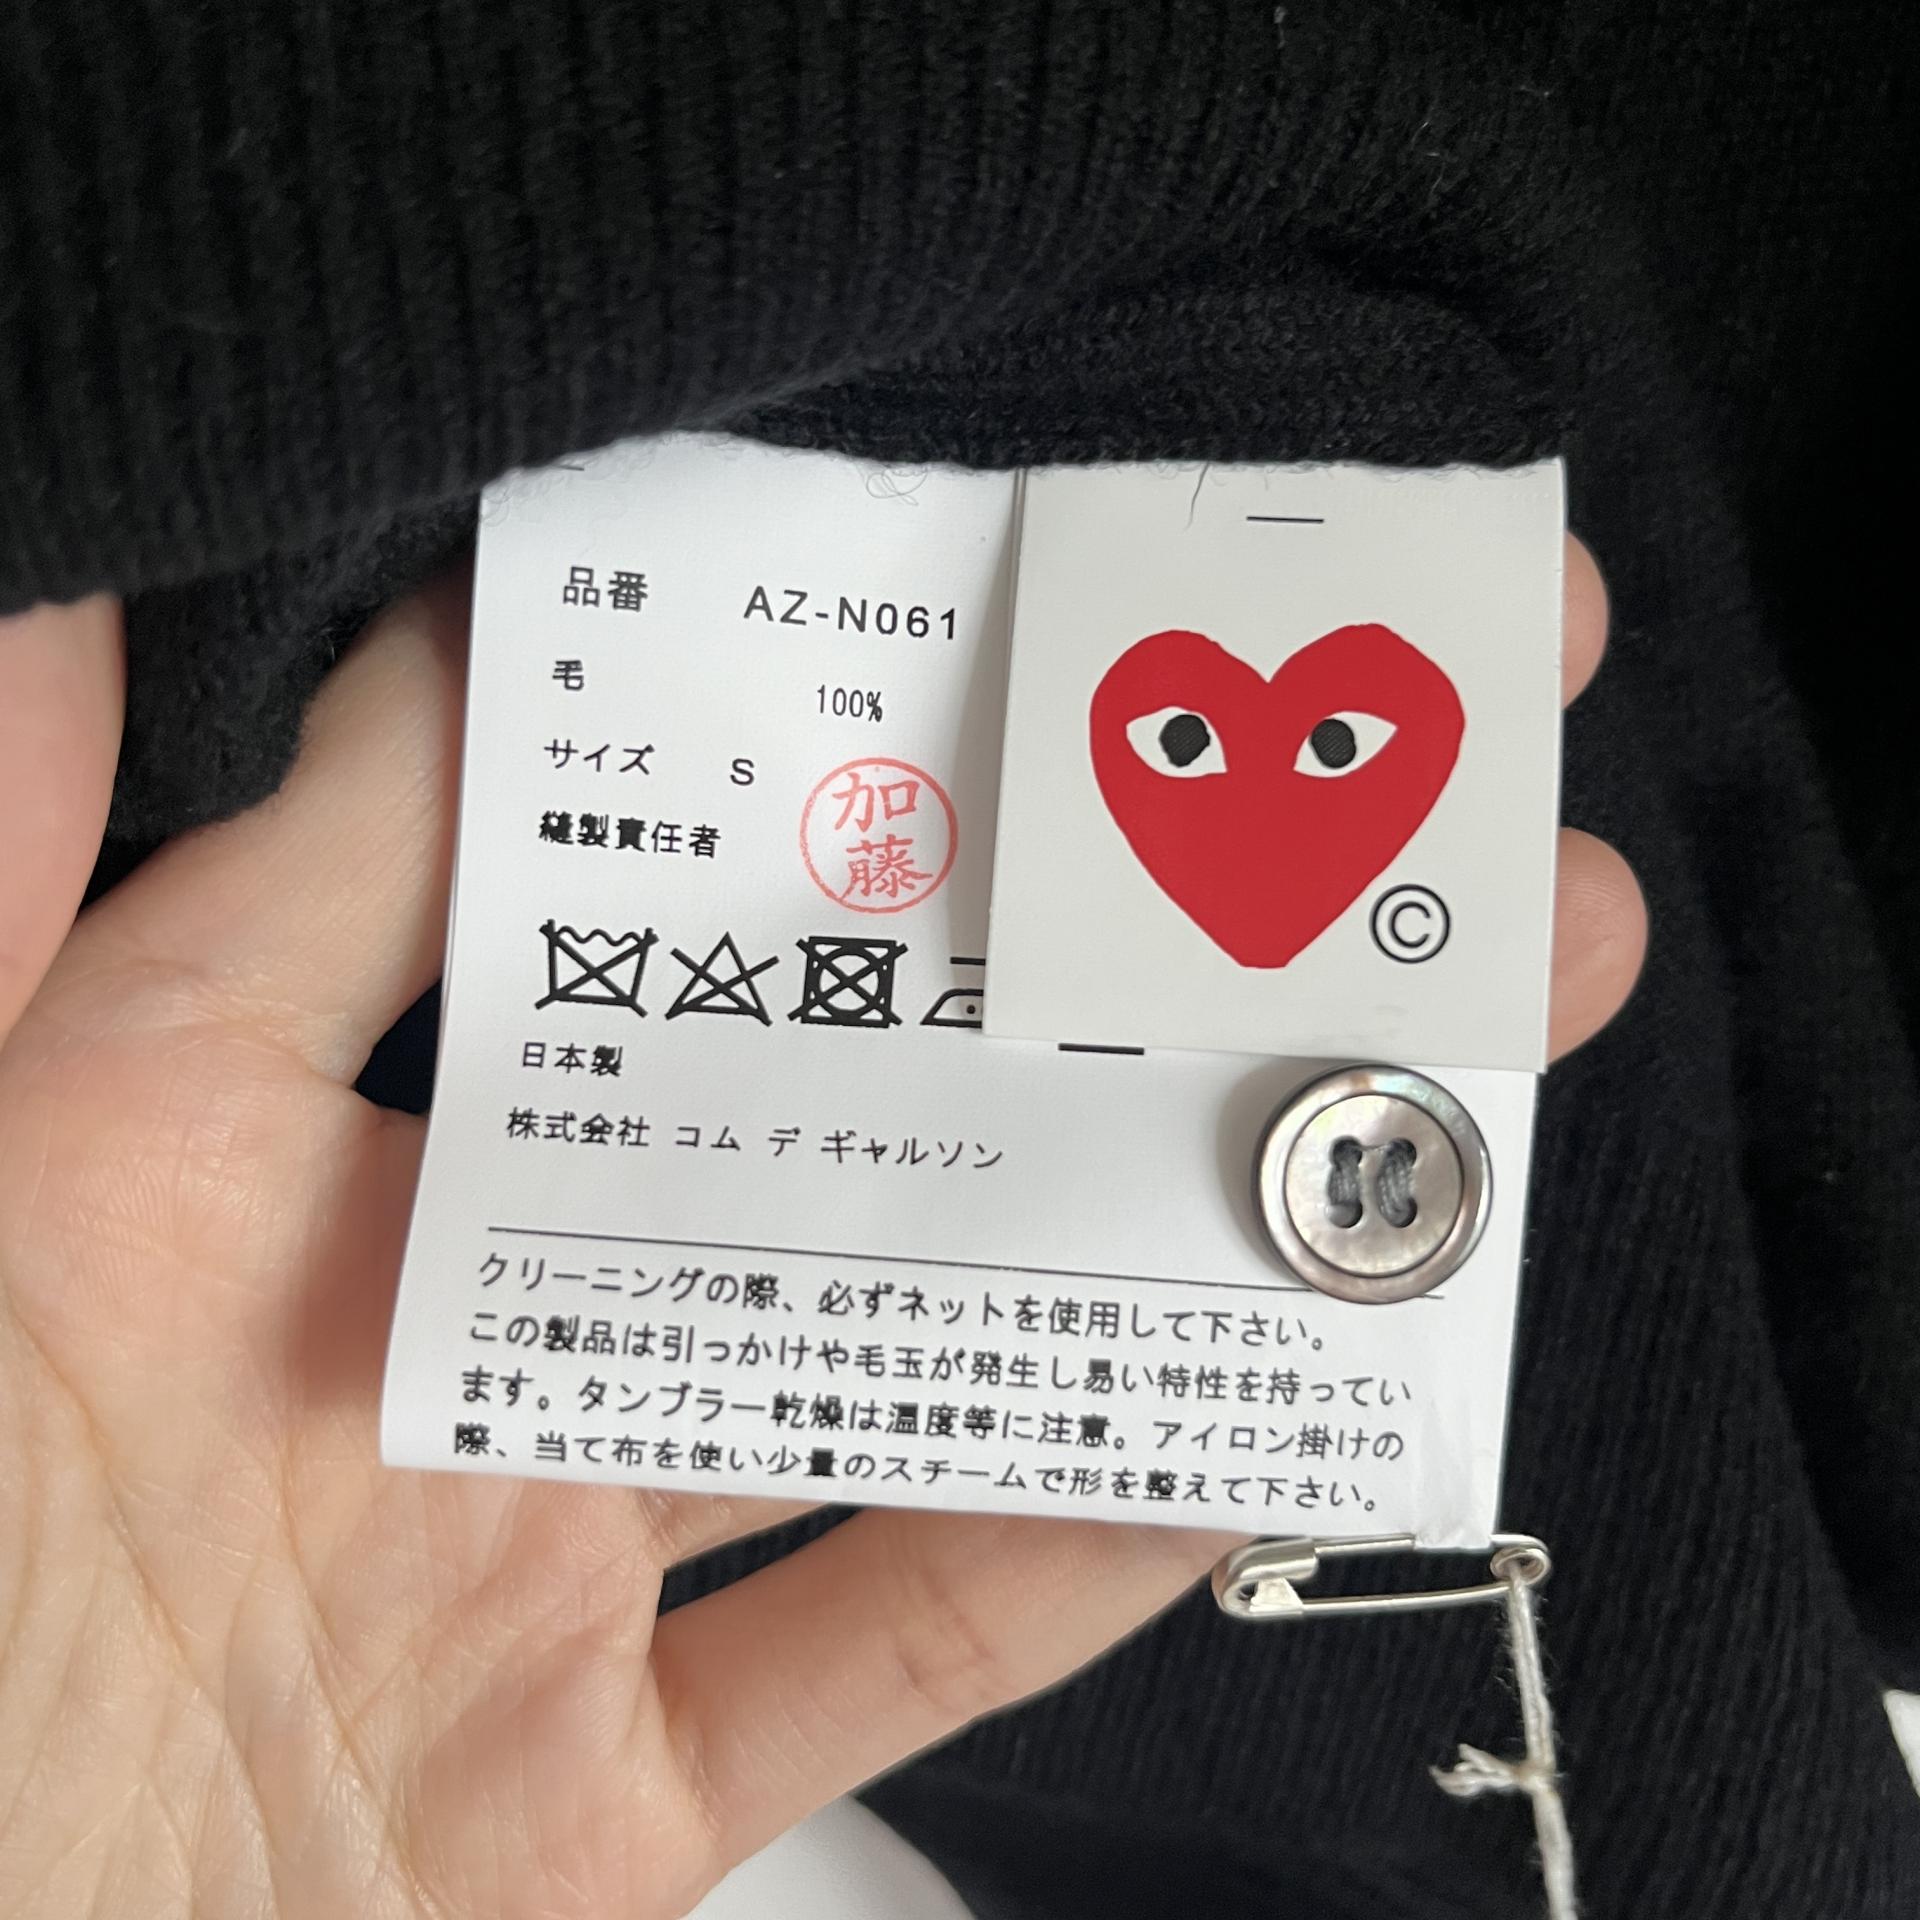 品番 AZ-N061
毛 100%
サイズ S
縫製責任者 加藤
日本製
株式会社 コム デ ギャルソン
クリーニングの際、必ずネットを使用して下さい。
この製品は引っかけや毛玉が発生し易い特性を持ってい
ます。タンブラー乾燥は温度等に注意。アイロン掛けの
際、当て布を使い少量のスチームで形を整えて下さい。
©